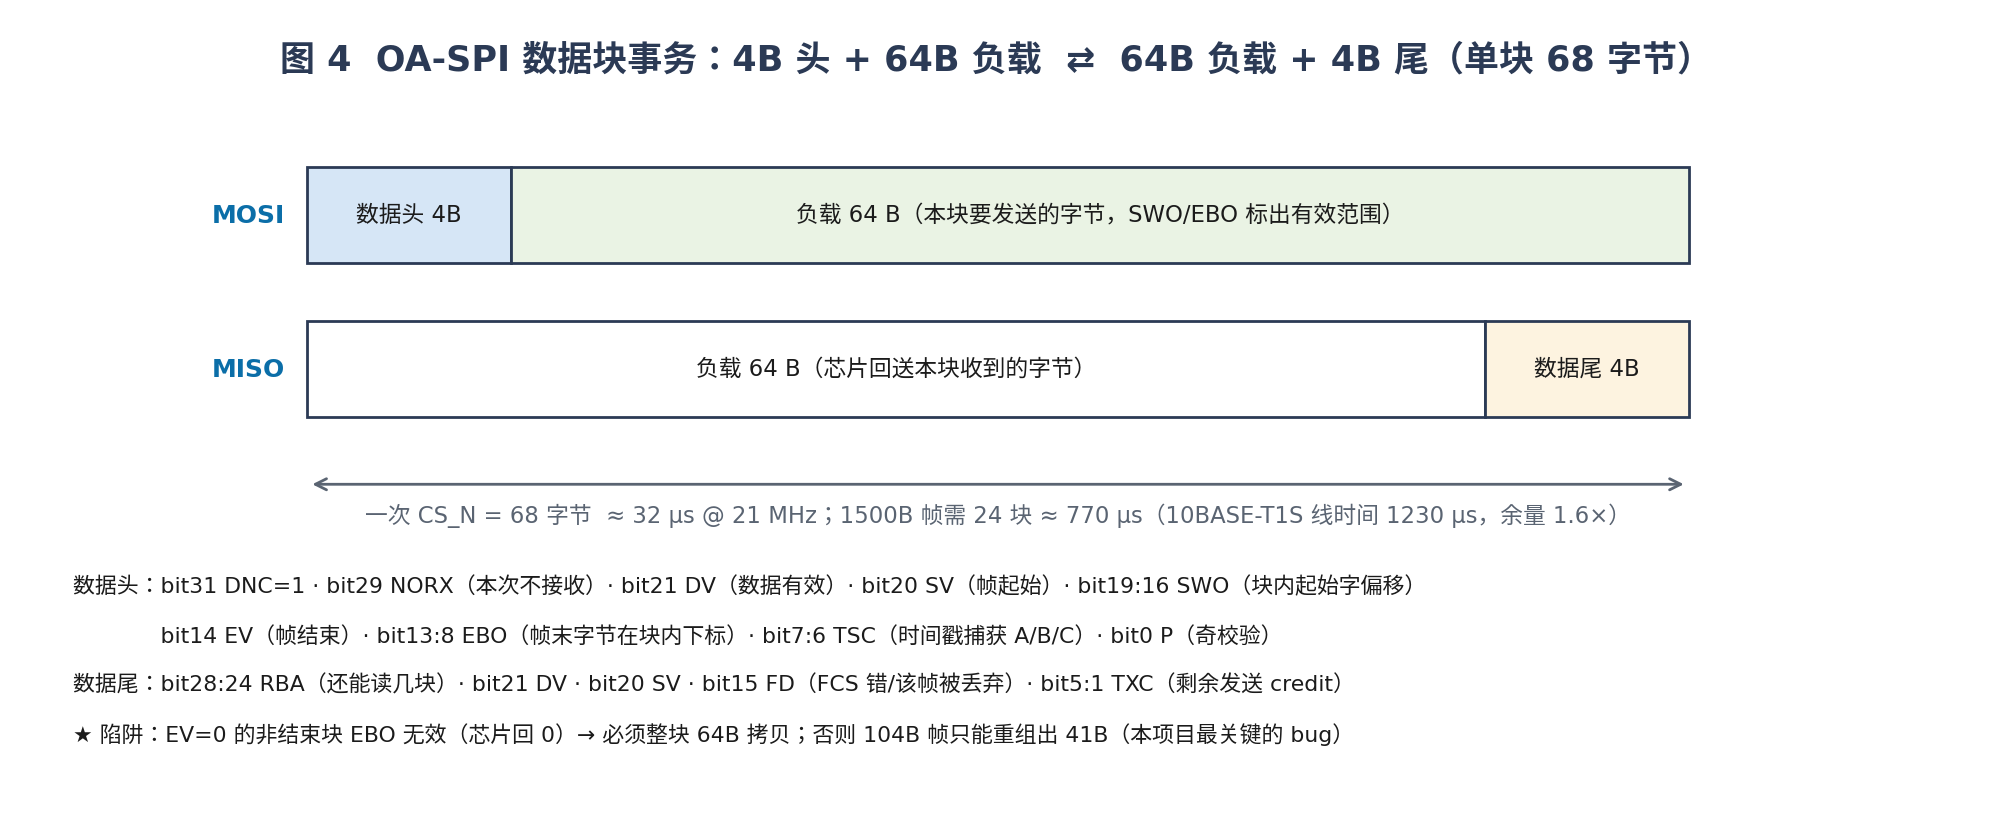 图 4  OA-SPI 数据块事务：4B 头 + 64B 负载 ⇄ 64B 负载 + 4B 尾（单块 68 字节）
MOSI
数据头 4B
负载 64 B（本块要发送的字节，SWO/EBO 标出有效范围）
MISO
负载 64 B（芯片回送本块收到的字节）
数据尾 4B
一次 CS_N = 68 字节 ≈ 32 µs @ 21 MHz；1500B 帧需 24 块 ≈ 770 µs（10BASE-T1S 线时间 1230 µs，余量 1.6×）
数据头：bit31 DNC=1 · bit29 NORX（本次不接收）· bit21 DV（数据有效）· bit20 SV（帧起始）· bit19:16 SWO（块内起始字偏移）
bit14 EV（帧结束）· bit13:8 EBO（帧末字节在块内下标）· bit7:6 TSC（时间戳捕获 A/B/C）· bit0 P（奇校验）
数据尾：bit28:24 RBA（还能读几块）· bit21 DV · bit20 SV · bit15 FD（FCS 错/该帧被丢弃）· bit5:1 TXC（剩余发送 credit）
★ 陷阱：EV=0 的非结束块 EBO 无效（芯片回 0）→ 必须整块 64B 拷贝；否则 104B 帧只能重组出 41B（本项目最关键的 bug）